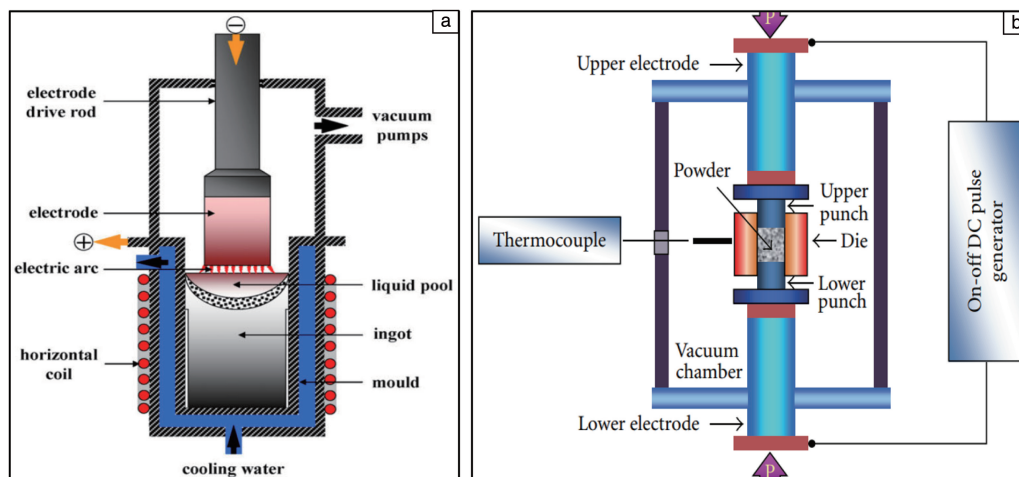 a
−
electrode
drive rod
vacuum
pumps
electrode
+
electric arc
liquid pool
ingot
horizontal
coil
mould
cooling water
b
P
Upper electrode
Powder
Upper
punch
Thermocouple
Die
Lower
punch
On-off DC pulse
generator
Vacuum
chamber
Lower electrode
P